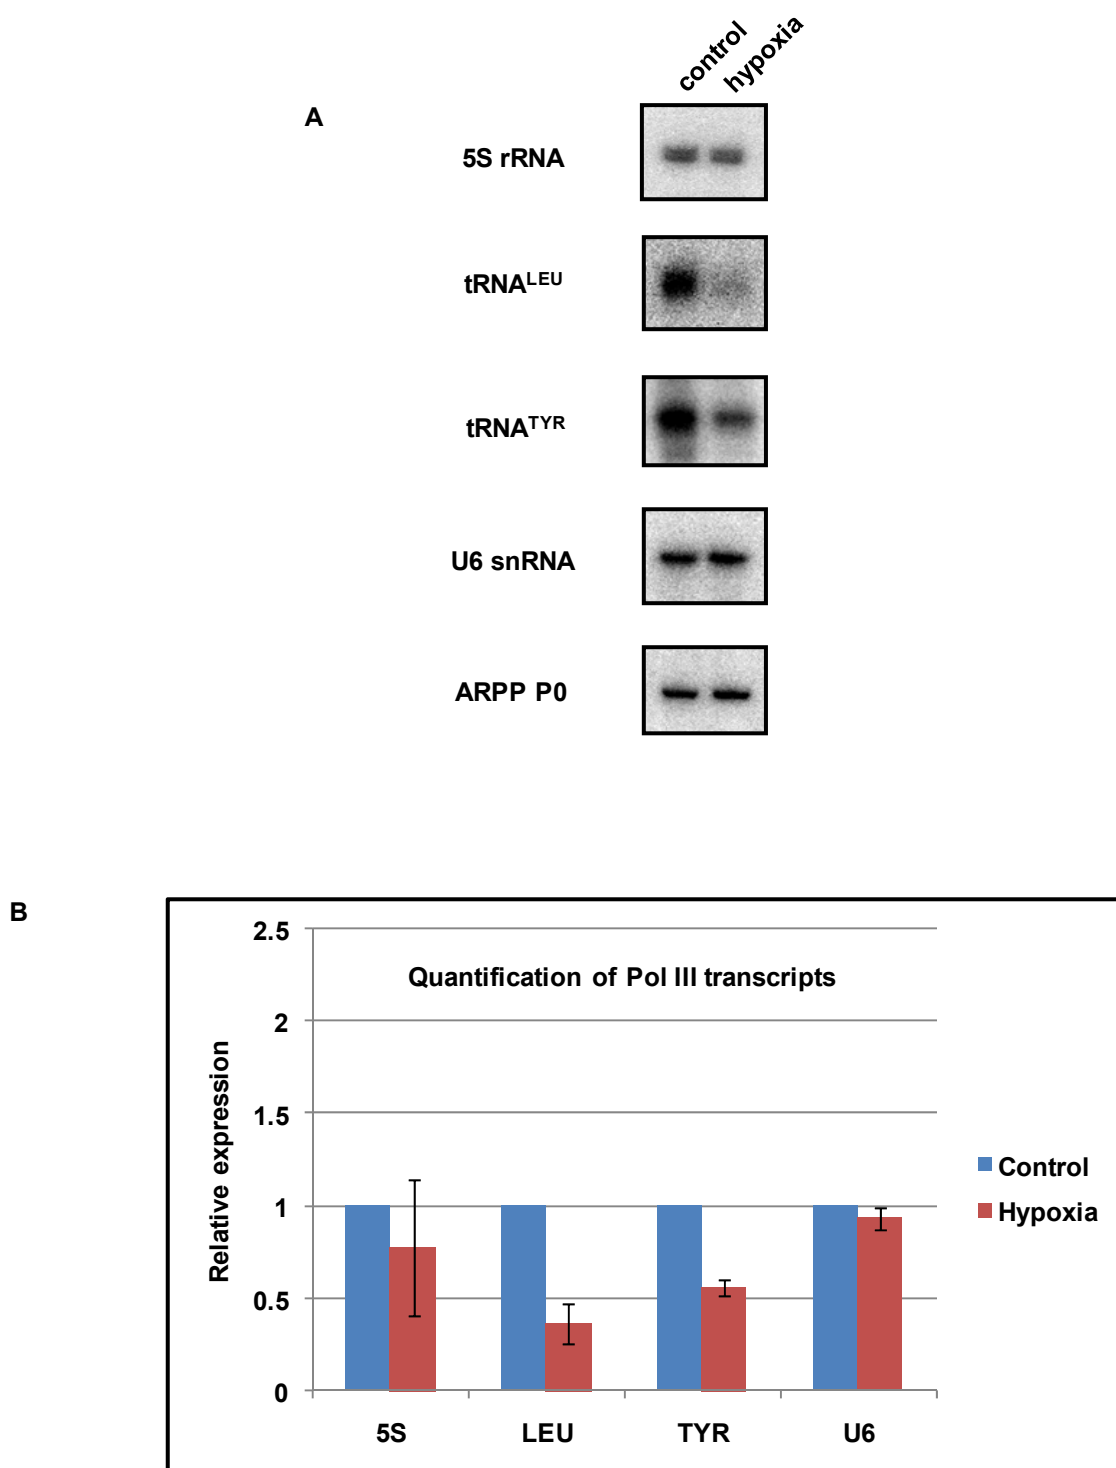 control
hypoxia
A
5S rRNA
tRNALEU
tRNATYR
U6 snRNA
ARPP P0
B
Quantification of Pol III transcripts
2.5
2
1.5
1
0.5
0
Relative expression
5S
LEU
TYR
U6
Control
Hypoxia